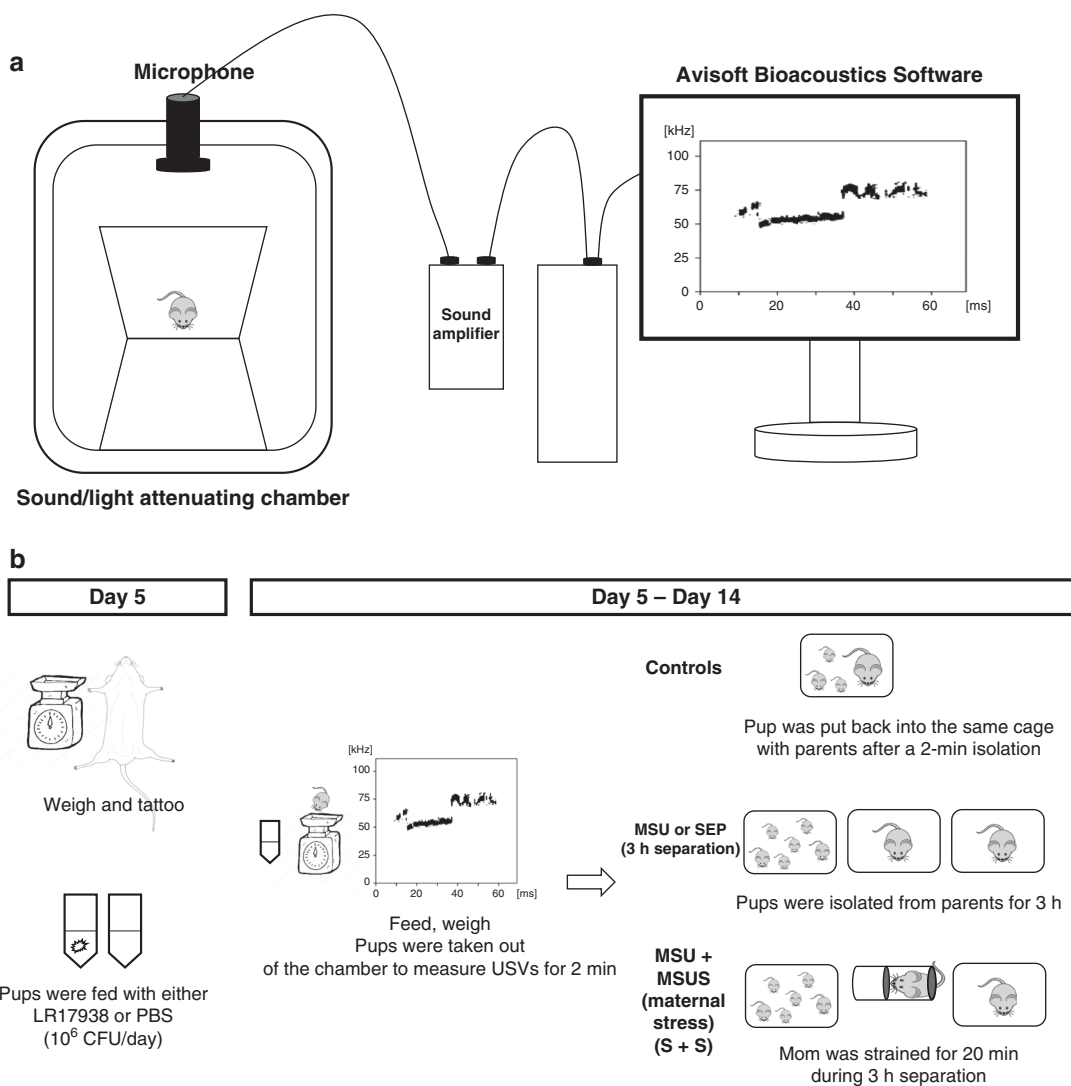 a
Microphone
Avisoft Bioacoustics Software
[kHz]
100
75
50
25
0
0 20 40 60 [ms]
Sound
amplifier
Sound/light attenuating chamber
b
Day 5
Day 5 – Day 14
Weigh and tattoo
Pups were fed with either
LR17938 or PBS
(10⁶ CFU/day)
[kHz]
100
75
50
25
0
0 20 40 60 [ms]
Feed, weigh
Pups were taken out
of the chamber to measure USVs for 2 min
Controls
Pup was put back into the same cage
with parents after a 2-min isolation
MSU or SEP
(3 h separation)
Pups were isolated from parents for 3 h
MSU +
MSUS
(maternal
stress)
(S + S)
Mom was strained for 20 min
during 3 h separation